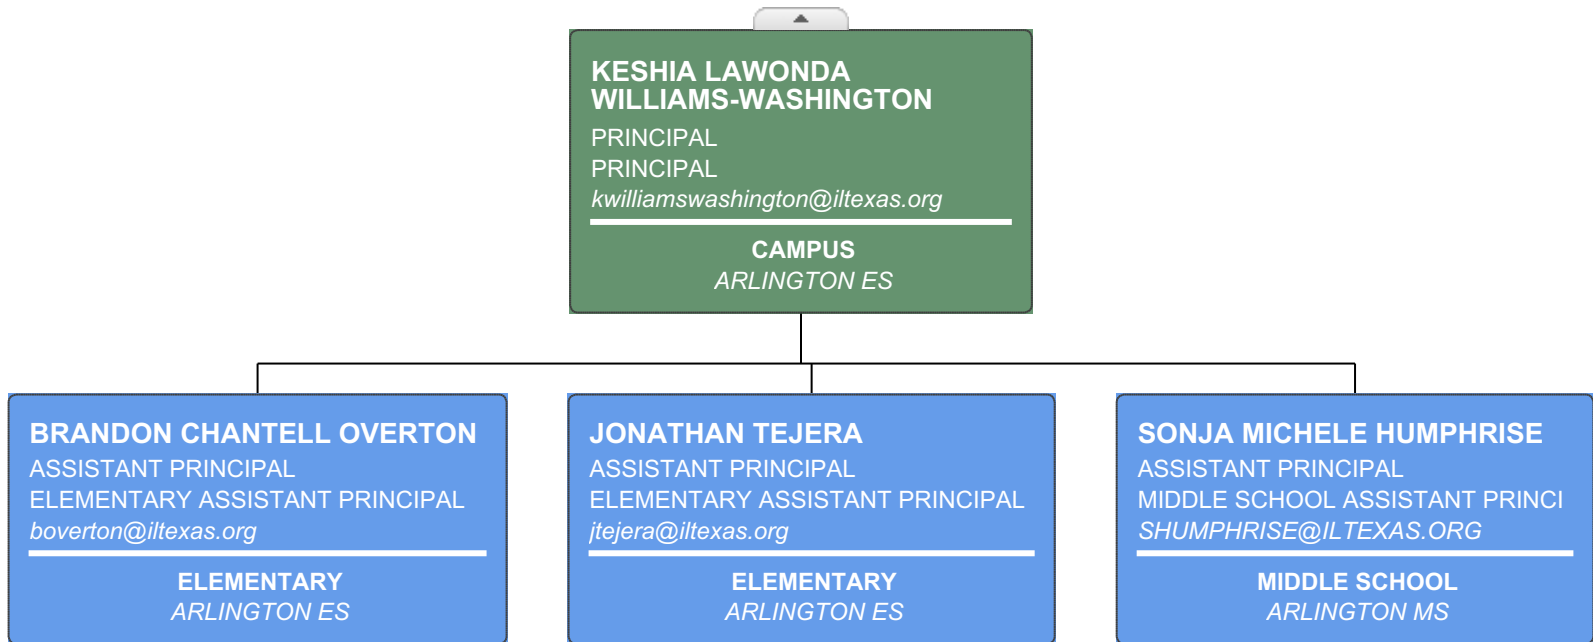 KESHIA LAWONDA
WILLIAMS-WASHINGTON
PRINCIPAL
PRINCIPAL
kwilliamswashington@iltexas.org
CAMPUS
ARLINGTON ES
BRANDON CHANTELL OVERTON
ASSISTANT PRINCIPAL
ELEMENTARY ASSISTANT PRINCIPAL
boverton@iltexas.org
ELEMENTARY
ARLINGTON ES
JONATHAN TEJERA
ASSISTANT PRINCIPAL
ELEMENTARY ASSISTANT PRINCIPAL
jtejera@iltexas.org
ELEMENTARY
ARLINGTON ES
SONJA MICHELE HUMPHRISE
ASSISTANT PRINCIPAL
MIDDLE SCHOOL ASSISTANT PRINCI
SHUMPHRISE@ILTEXAS.ORG
MIDDLE SCHOOL
ARLINGTON MS